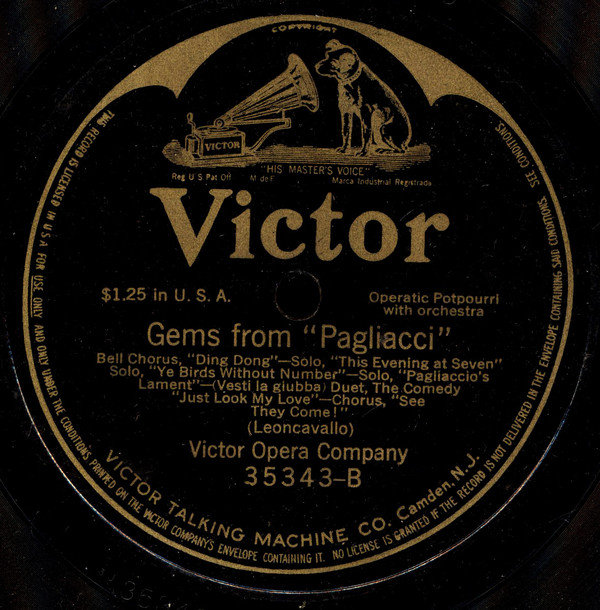 COPYRIGHT
VICTOR
"HIS MASTER'S VOICE"
Reg U S Pat Off M de F Marca Industrial Registrada
Victor
$1.25 in U. S. A.
Operatic Potpourri
with orchestra
Gems from "Pagliacci"
Bell Chorus, "Ding Dong"—Solo, "This Evening at Seven"
Solo, "Ye Birds Without Number"—Solo, "Pagliaccio's
Lament"—(Vesti la giubba) Duet, The Comedy
"Just Look My Love"—Chorus, "See
They Come!"
(Leoncavallo)
Victor Opera Company
35343-B
VICTOR TALKING MACHINE CO. Camden, N.J.
THIS RECORD IS LICENSED IN U S A FOR USE ONLY AND ONLY UNDER THE CONDITIONS PRINTED ON THE VICTOR COMPANY'S ENVELOPE CONTAINING IT. NO LICENSE IS GRANTED IF THE RECORD IS NOT DELIVERED IN THE ENVELOPE CONTAINING SAID CONDITIONS. SEE CONDITIONS.